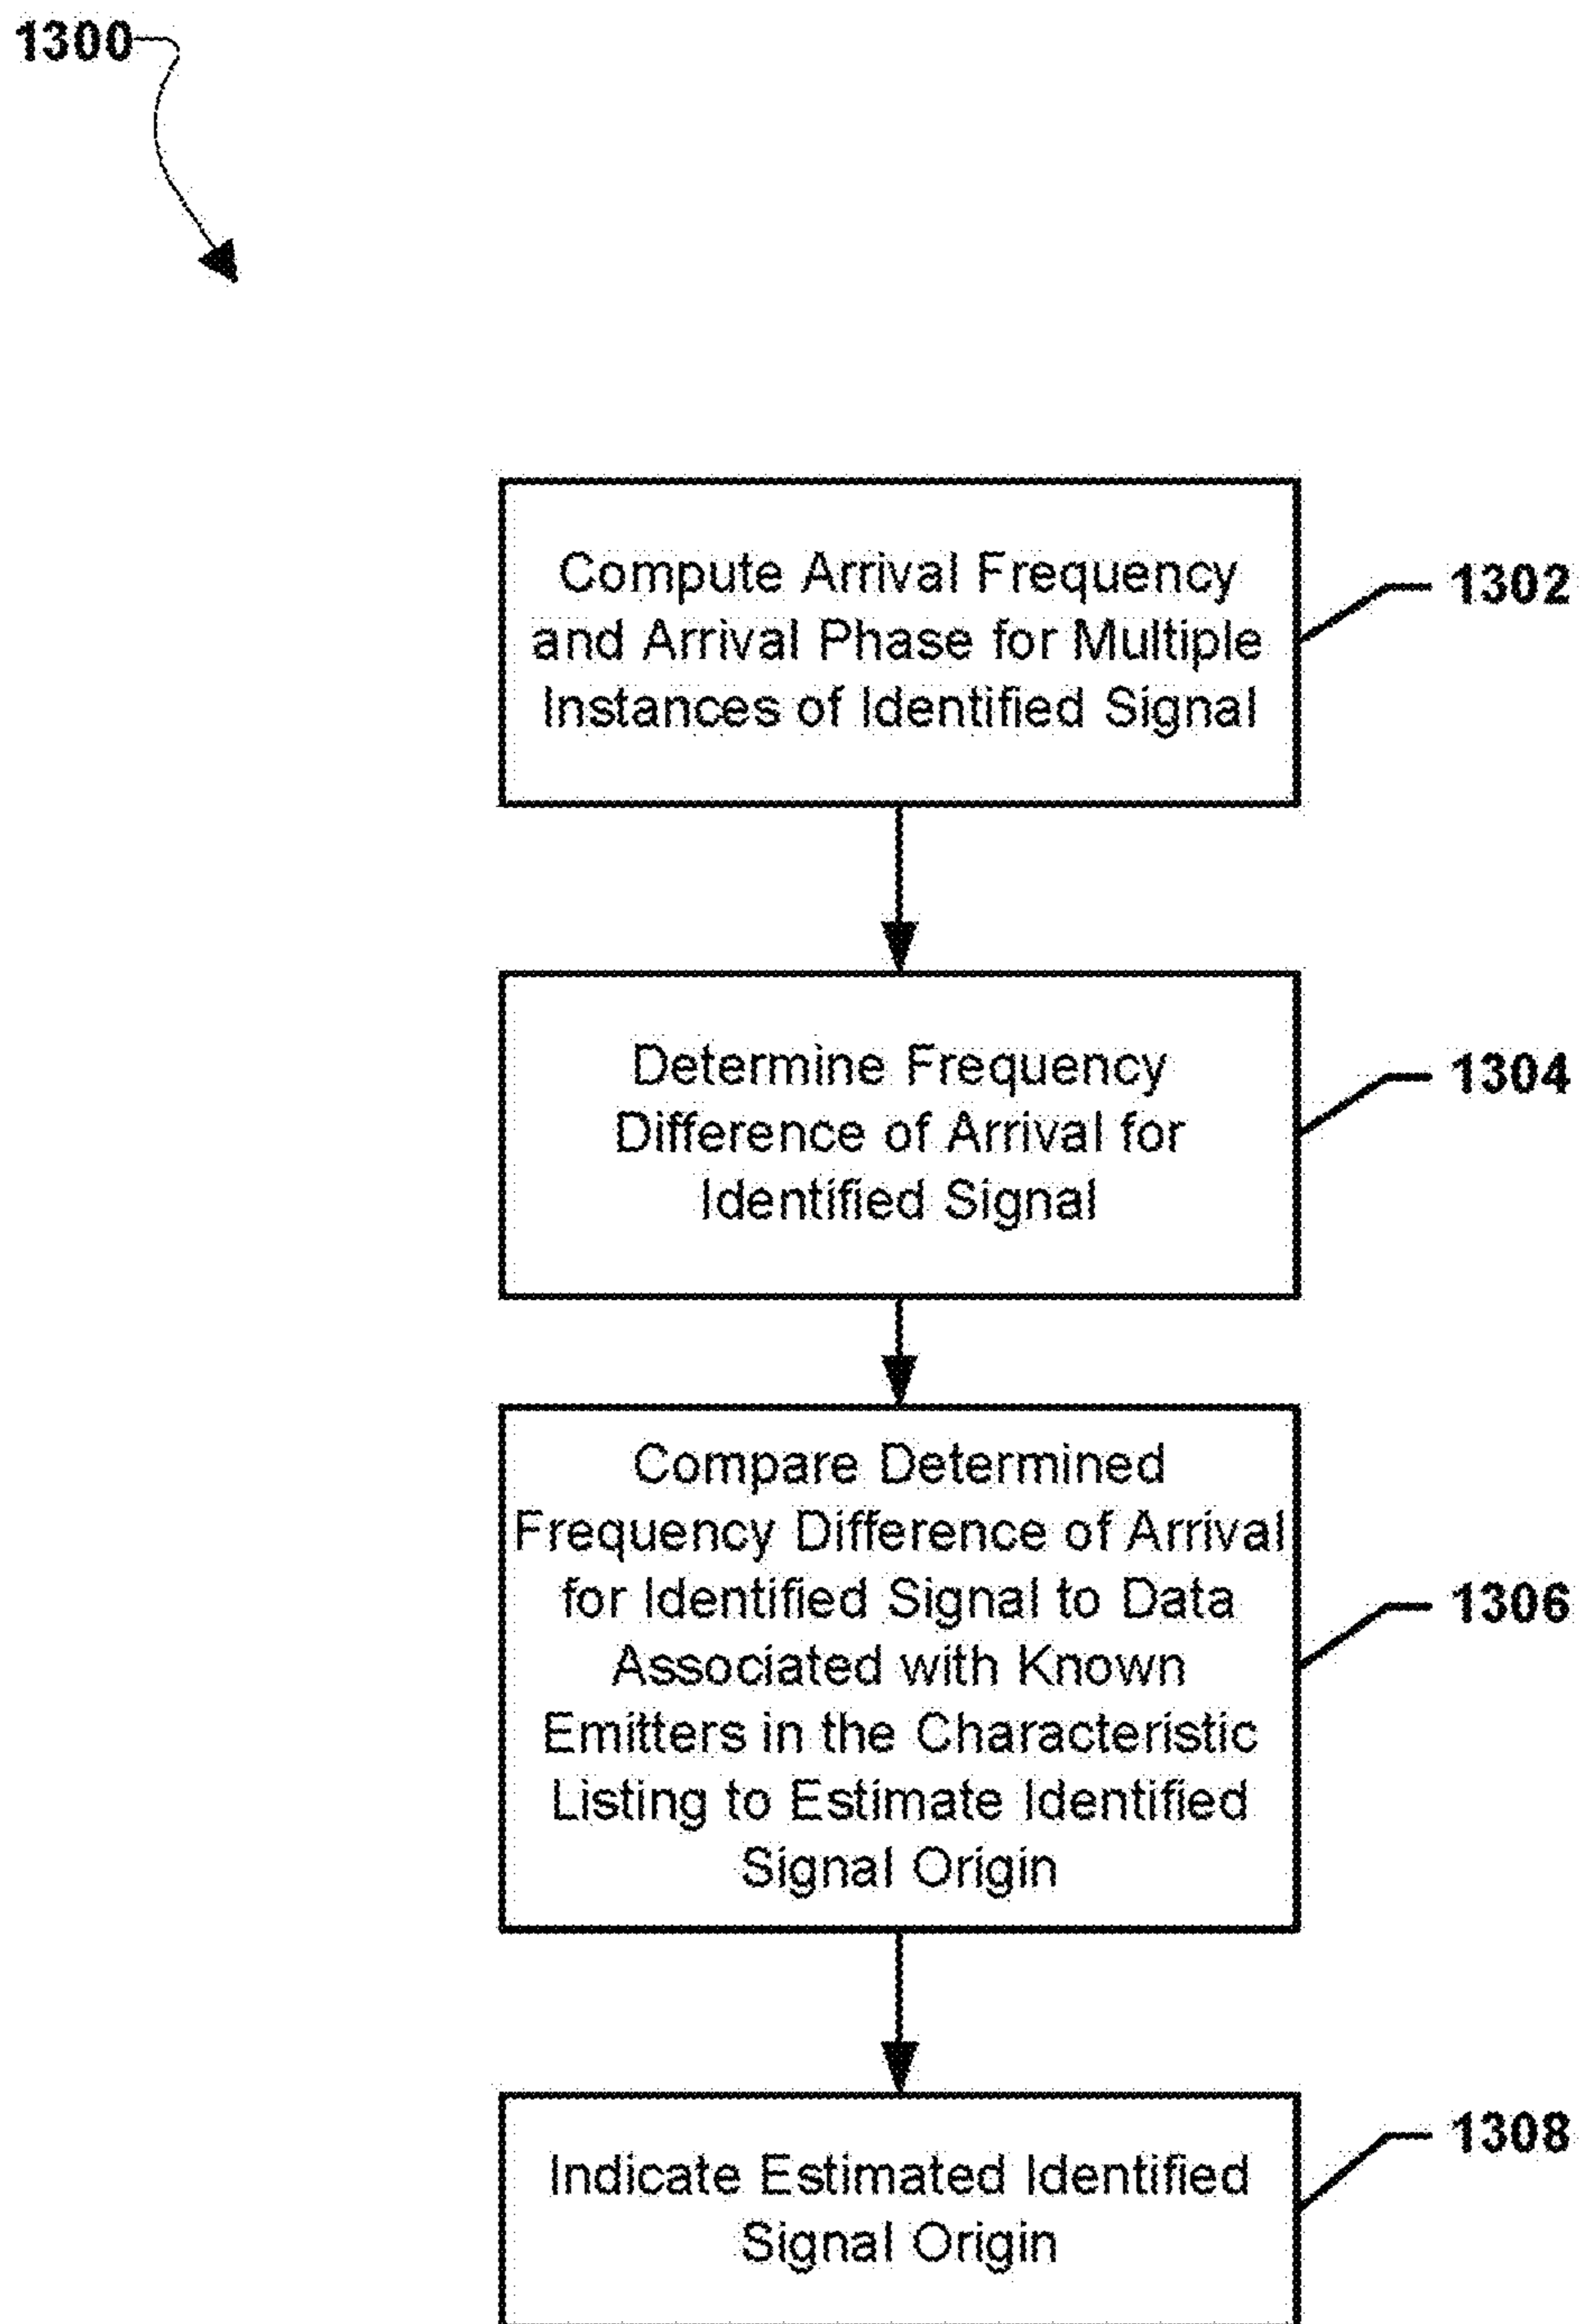 1300
Compute Arrival Frequency
and Arrival Phase for Multiple
Instances of Identified Signal
1302
Determine Frequency
Difference of Arrival for
Identified Signal
1304
Compare Determined
Frequency Difference of Arrival
for Identified Signal to Data
Associated with Known
Emitters in the Characteristic
Listing to Estimate Identified
Signal Origin
1306
Indicate Estimated Identified
Signal Origin
1308